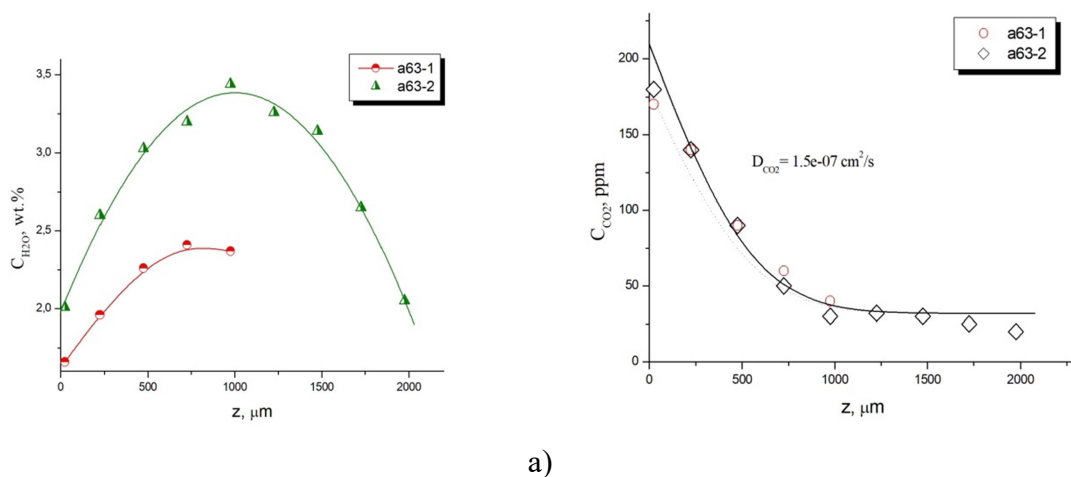 3,5
3,0
2,5
2,0
C_H2O, wt.%
0 500 1000 1500 2000
z, μm
a63-1
a63-2
200
150
100
50
0
C_CO2, ppm
0 500 1000 1500 2000
z, μm
a63-1
a63-2
D_CO2= 1.5e-07 cm²/s
a)